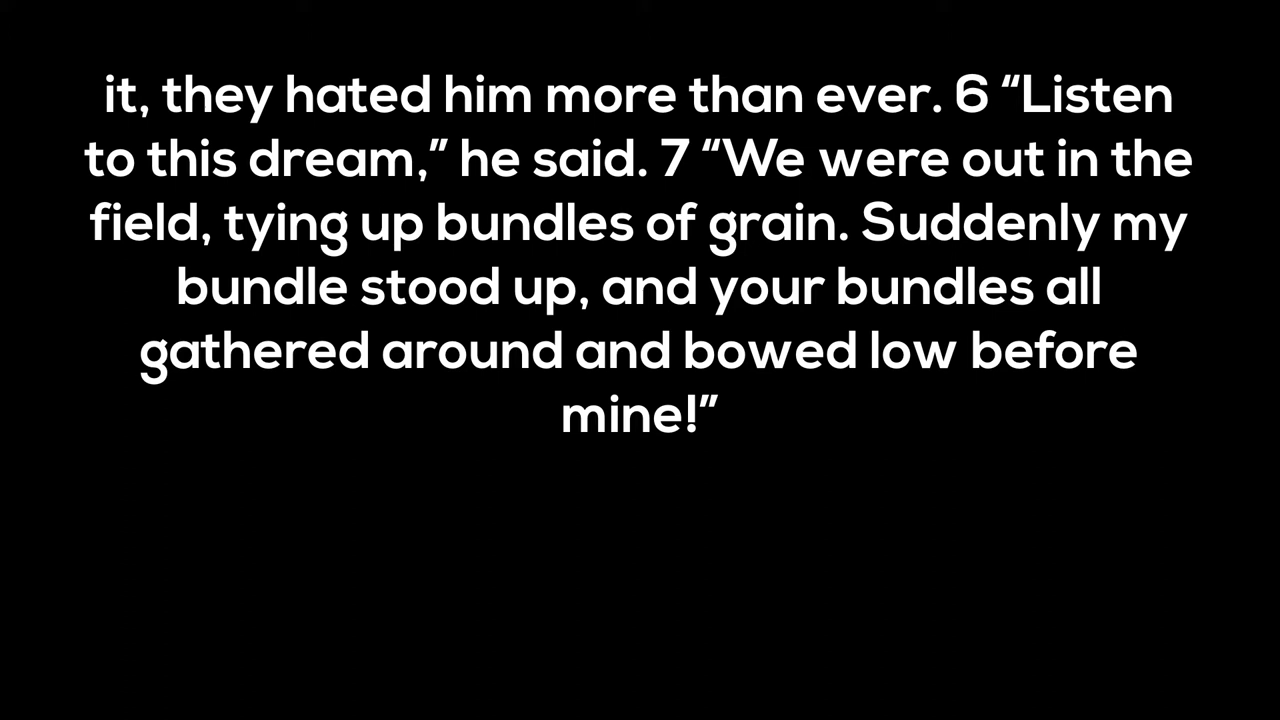 it, they hated him more than ever. 6 “Listen
to this dream,” he said. 7 “We were out in the
field, tying up bundles of grain. Suddenly my
bundle stood up, and your bundles all
gathered around and bowed low before
mine!”